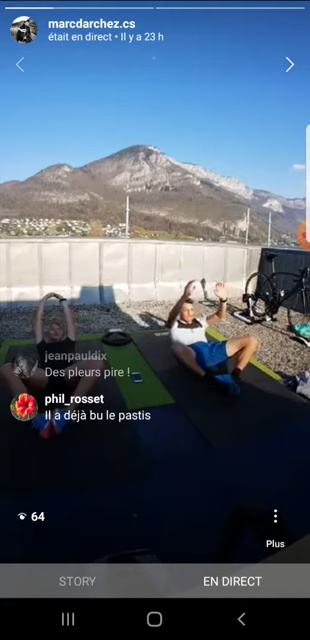 marcdarchez.cs
était en direct • Il y a 23 h
jeanpauldix
Des pleurs pire !
phil_rosset
Il à déjà bu le pastis
64
Plus
STORY
EN DIRECT